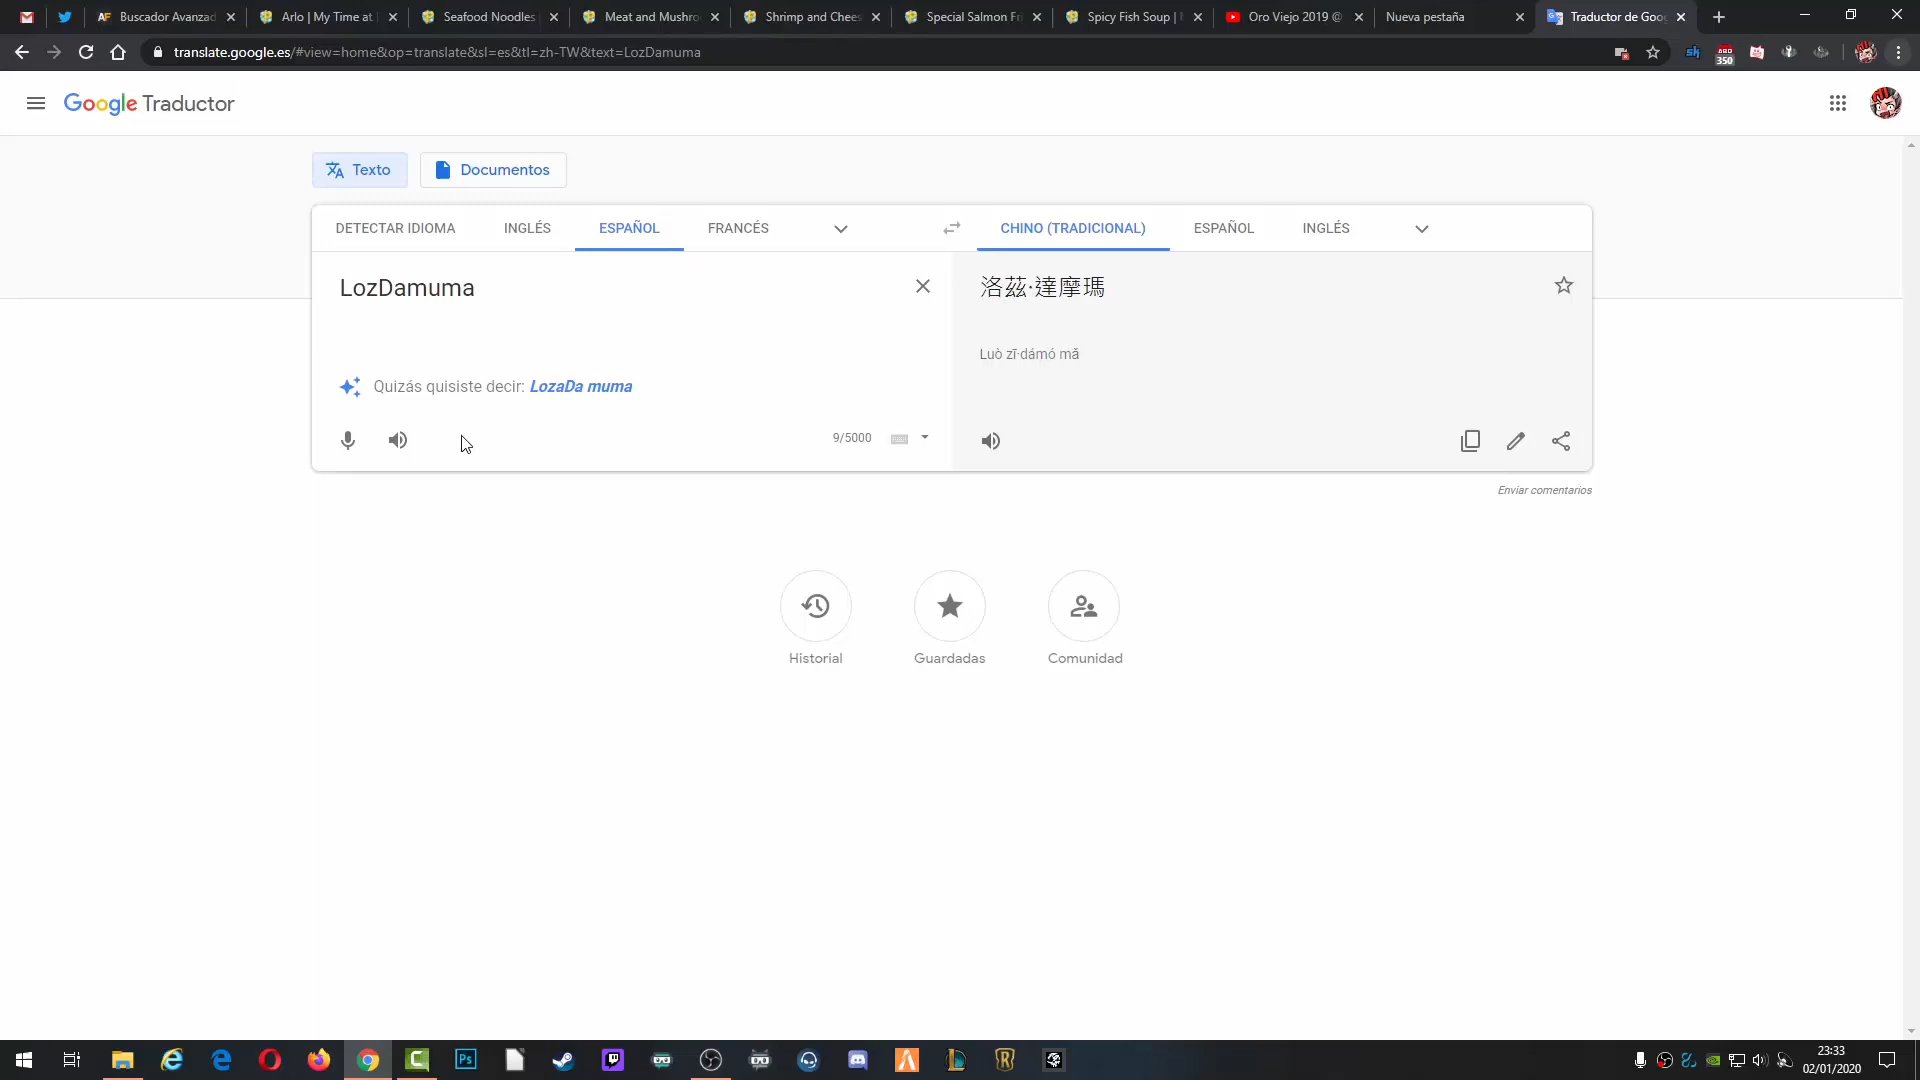 Buscador Avanzad
Arlo | My Time at
Seafood Noodles
Meat and Mushro
Shrimp and Chees
Special Salmon Fri
Spicy Fish Soup |
Oro Viejo 2019 @
Nueva pestaña
Traductor de Goog
translate.google.es/#view=home&op=translate&sl=es&tl=zh-TW&text=LozDamuma
350
Google Traductor
Texto
Documentos
DETECTAR IDIOMA
INGLÉS
ESPAÑOL
FRANCÉS
CHINO (TRADICIONAL)
ESPAÑOL
INGLÉS
LozDamuma
洛茲·達摩瑪
Luò zī·dámó mǎ
Quizás quisiste decir: LozaDa muma
9/5000
Enviar comentarios
Historial
Guardadas
Comunidad
23:33
02/01/2020